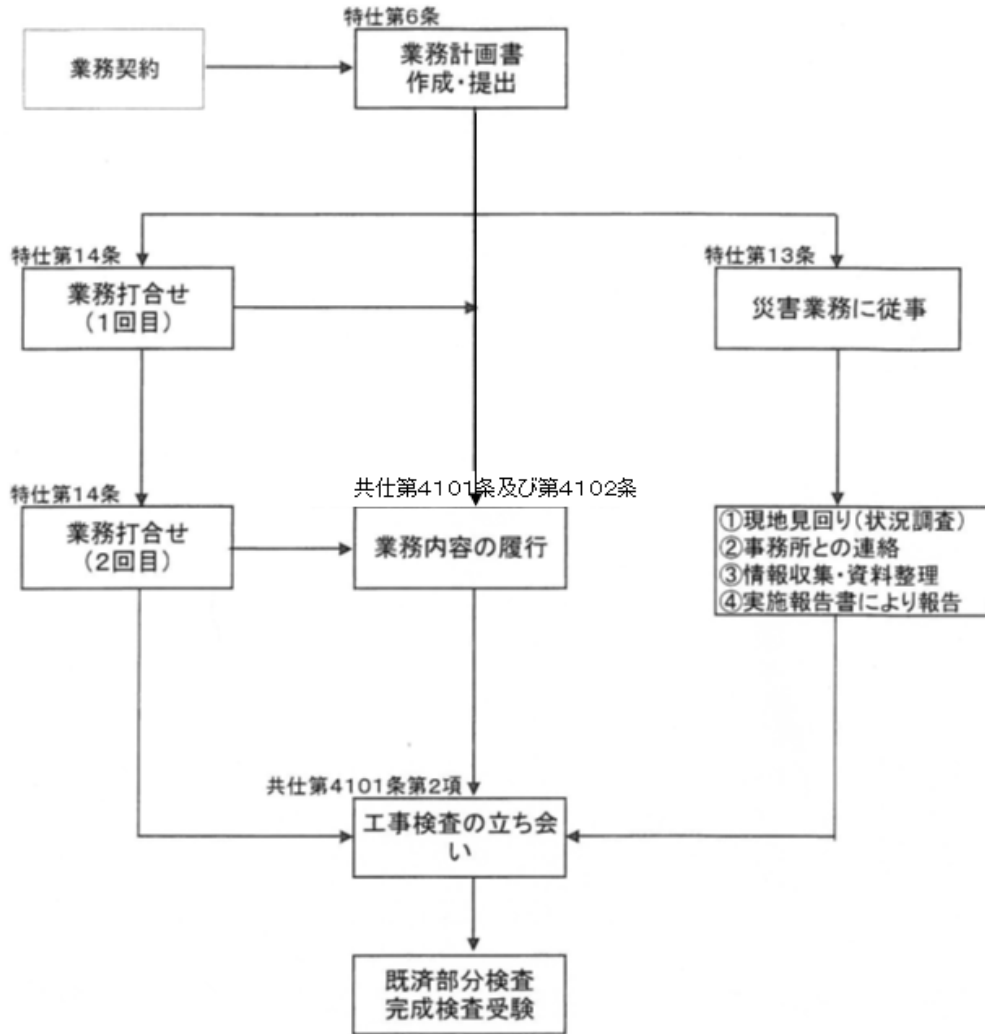 特仕第6条
業務契約
業務計画書
作成・提出
特仕第14条
業務打合せ
(1回目)
特仕第13条
災害業務に従事
特仕第14条
業務打合せ
(2回目)
共仕第4101条及び第4102条
業務内容の履行
①現地見回り(状況調査)
②事務所との連絡
③情報収集・資料整理
④実施報告書により報告
共仕第4101条第2項
工事検査の立ち会
い
既済部分検査
完成検査受験